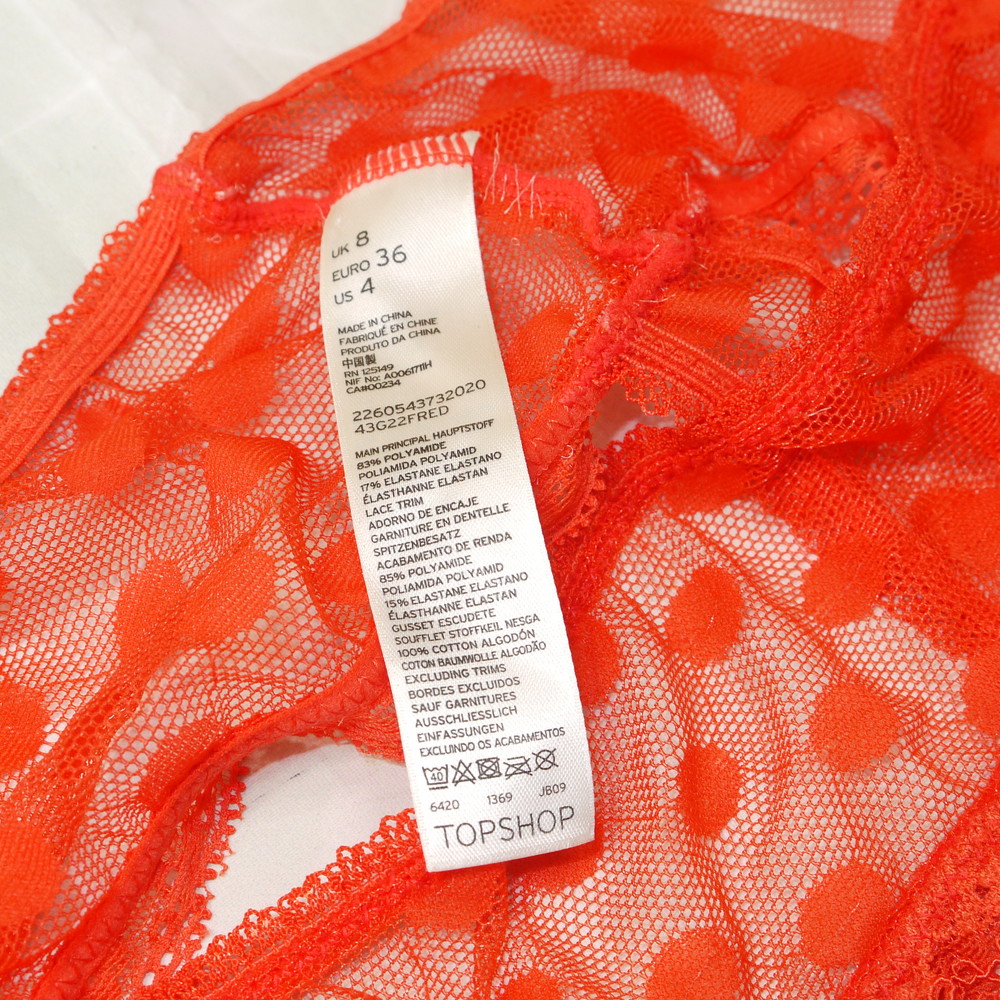 UK 8
EURO 36
US 4
MADE IN CHINA
FABRIQUÉ EN CHINE
PRODUTO DA CHINA
中国製
RN 125149
NIF No: A0061711H
CA#00234
2260543732020
43G22FRED
MAIN PRINCIPAL HAUPTSTOFF
83% POLYAMIDE
POLIAMIDA POLYAMID
17% ELASTANE ELASTANO
ÉLASTHANNE ELASTAN
LACE TRIM
ADORNO DE ENCAJE
GARNITURE EN DENTELLE
SPITZENBESATZ
ACABAMENTO DE RENDA
85% POLYAMIDE
POLIAMIDA POLYAMID
15% ELASTANE ELASTANO
ÉLASTHANNE ELASTAN
GUSSET ESCUDETE
SOUFFLET STOFFKEIL NESGA
100% COTTON ALGODÓN
COTON BAUMWOLLE ALGODÃO
EXCLUDING TRIMS
BORDES EXCLUIDOS
SAUF GARNITURES
AUSSCHLIESSLICH
EINFASSUNGEN
EXCLUINDO OS ACABAMENTOS
40
6420 1369 JB09
TOPSHOP